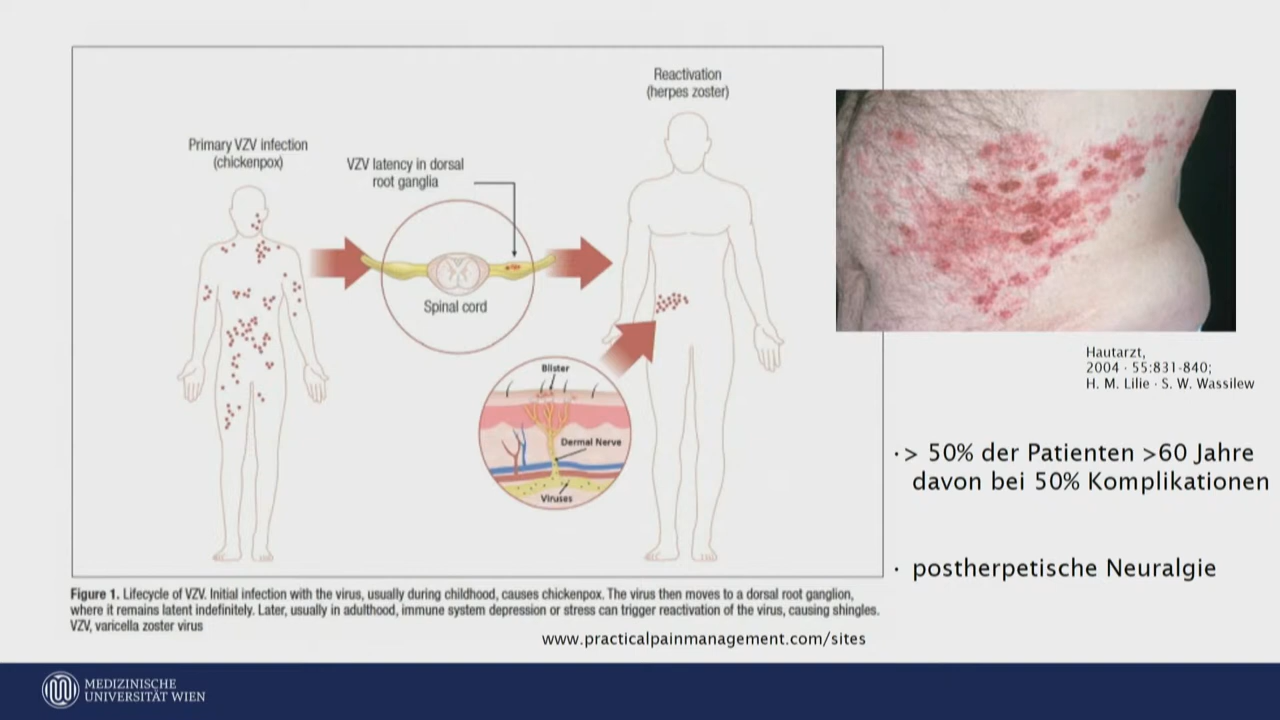 Reactivation
(herpes zoster)
Primary VZV infection
(chickenpox)
VZV latency in dorsal
root ganglia
Spinal cord
Blister
Dermal Nerve
Viruses
Hautarzt,
2004 · 55:831-840;
H. M. Lilie · S. W. Wassilew
·> 50% der Patienten >60 Jahre
davon bei 50% Komplikationen
· postherpetische Neuralgie
Figure 1. Lifecycle of VZV. Initial infection with the virus, usually during childhood, causes chickenpox. The virus then moves to a dorsal root ganglion,
where it remains latent indefinitely. Later, usually in adulthood, immune system depression or stress can trigger reactivation of the virus, causing shingles.
VZV, varicella zoster virus
www.practicalpainmanagement.com/sites
MEDIZINISCHE
UNIVERSITÄT WIEN